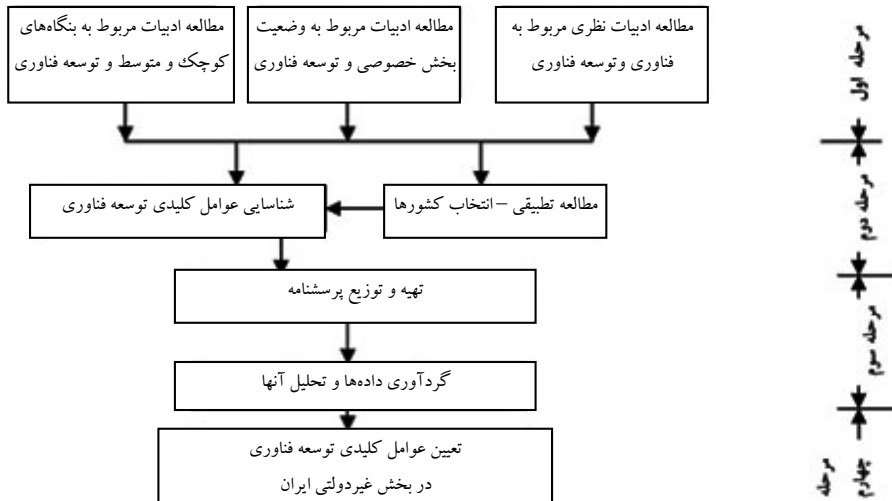 مطالعه ادبیات نظری مربوط به
فناوری وتوسعه فناوری
مطالعه ادبیات مربوط به وضعیت
بخش خصوصی و توسعه فناوری
مطالعه ادبیات مربوط به بنگاه‌های
کوچک و متوسط و توسعه فناوری
مرحله اول
مطالعه تطبیقی – انتخاب کشورها
شناسایی عوامل کلیدی توسعه فناوری
مرحله دوم
تهیه و توزیع پرسشنامه
گردآوری داده‌ها و تحلیل آنها
مرحله سوم
تعیین عوامل کلیدی توسعه فناوری
در بخش غیردولتی ایران
مرحله
چهارم